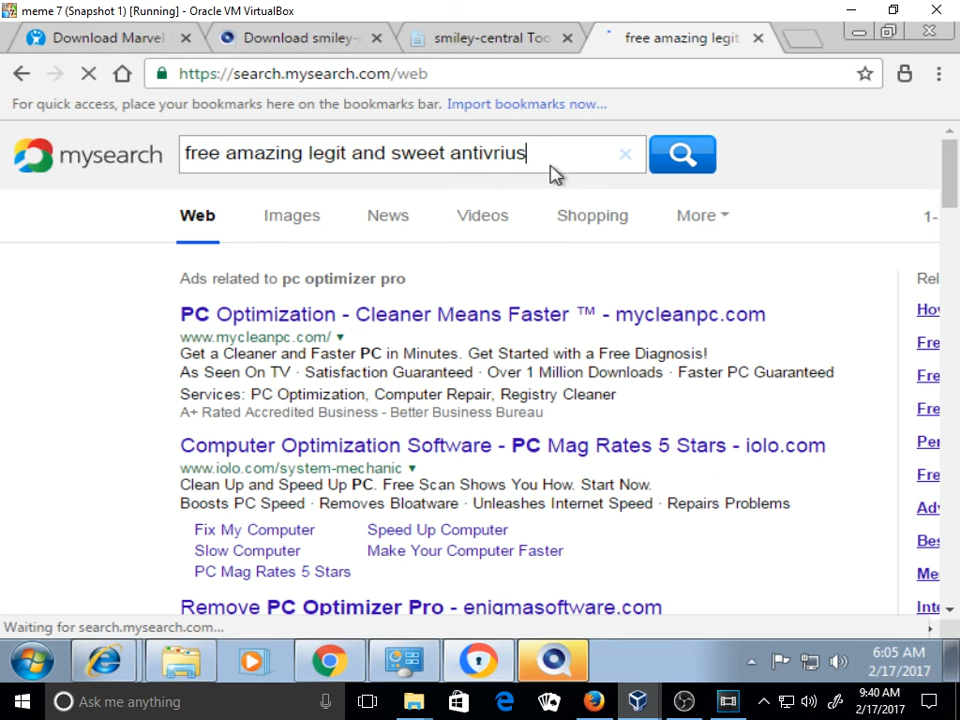 meme 7 (Snapshot 1) [Running] - Oracle VM VirtualBox
Download Marvel
Download smiley-
smiley-central Too
free amazing legit
https://search.mysearch.com/web
For quick access, place your bookmarks here on the bookmarks bar. Import bookmarks now...
mysearch
free amazing legit and sweet antivrius
Web Images News Videos Shopping More
1-
Ads related to pc optimizer pro
PC Optimization - Cleaner Means Faster ™ - mycleanpc.com
www.mycleanpc.com/
Get a Cleaner and Faster PC in Minutes. Get Started with a Free Diagnosis!
As Seen On TV · Satisfaction Guaranteed · Over 1 Million Downloads · Faster PC Guaranteed
Services: PC Optimization, Computer Repair, Registry Cleaner
A+ Rated Accredited Business - Better Business Bureau
Computer Optimization Software - PC Mag Rates 5 Stars - iolo.com
www.iolo.com/system-mechanic
Clean Up and Speed Up PC. Free Scan Shows You How. Start Now.
Boosts PC Speed · Removes Bloatware · Unleashes Internet Speed · Repairs Problems
Fix My Computer Speed Up Computer
Slow Computer Make Your Computer Faster
PC Mag Rates 5 Stars
Remove PC Optimizer Pro - enigmasoftware.com
Rel
How
Free
Free
Free
Per
Free
Adv
Bes
Me
Inte
Waiting for search.mysearch.com...
6:05 AM
2/17/2017
Ask me anything
9:40 AM
2/17/2017